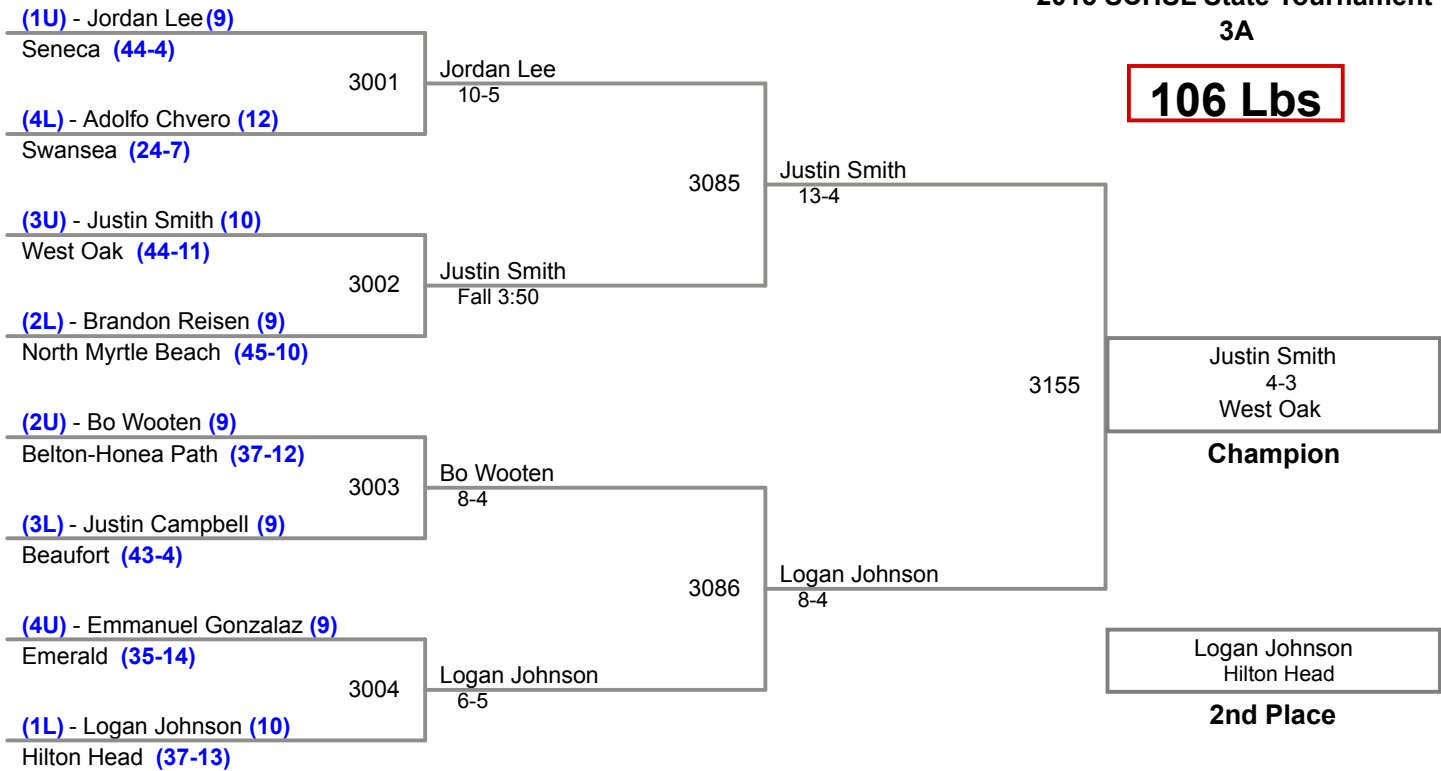 2016 SCHSL State Tournament
3A
106 Lbs
(1U) - Jordan Lee (9)
Seneca (44-4)
3001
Jordan Lee
10-5
(4L) - Adolfo Chvero (12)
Swansea (24-7)
3085
Justin Smith
13-4
(3U) - Justin Smith (10)
West Oak (44-11)
3002
Justin Smith
Fall 3:50
(2L) - Brandon Reisen (9)
North Myrtle Beach (45-10)
3155
Justin Smith
4-3
West Oak
Champion
(2U) - Bo Wooten (9)
Belton-Honea Path (37-12)
3003
Bo Wooten
8-4
(3L) - Justin Campbell (9)
Beaufort (43-4)
3086
Logan Johnson
8-4
(4U) - Emmanuel Gonzalaz (9)
Emerald (35-14)
3004
Logan Johnson
6-5
(1L) - Logan Johnson (10)
Hilton Head (37-13)
Logan Johnson
Hilton Head
2nd Place